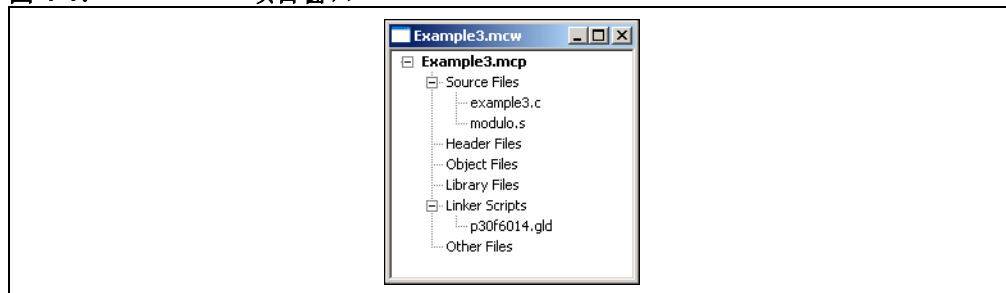 Example3.mcw
Example3.mcp
Source Files
example3.c
modulo.s
Header Files
Object Files
Library Files
Linker Scripts
p30f6014.gld
Other Files